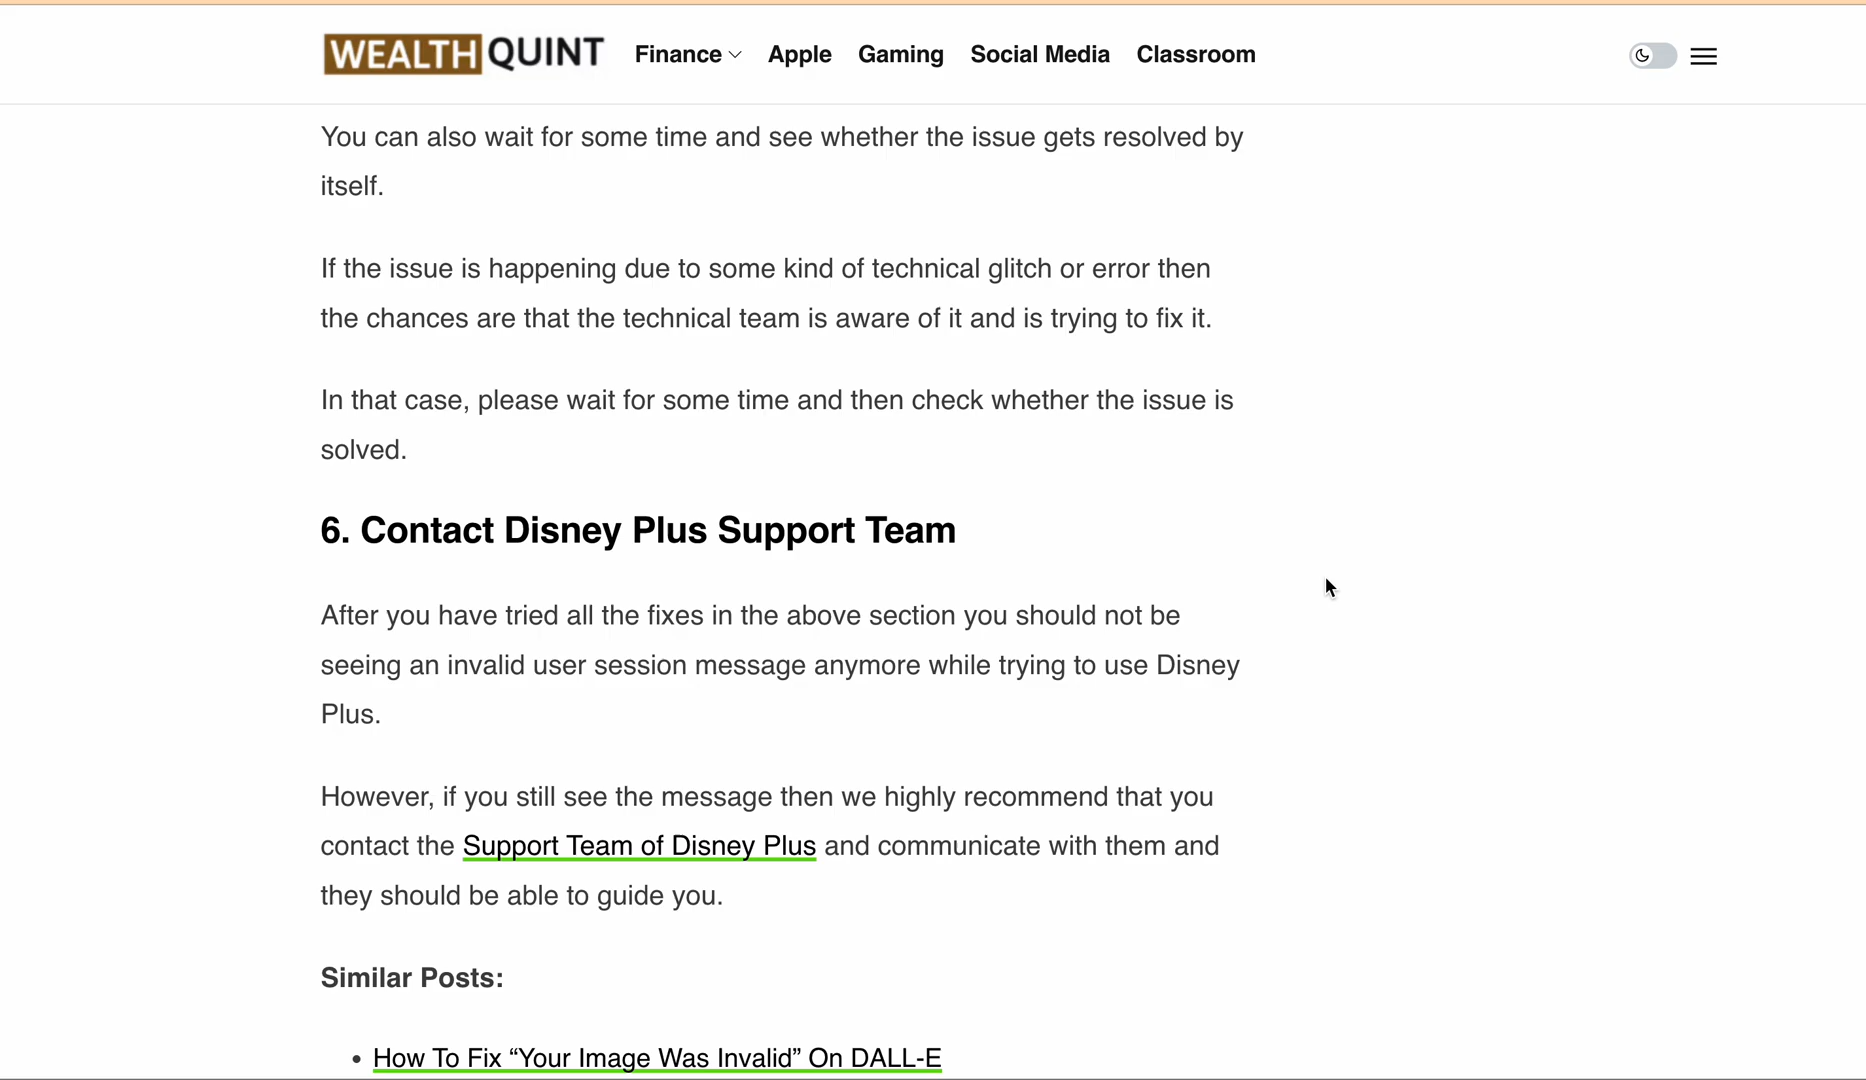 WEALTH QUINT Finance Apple Gaming Social Media Classroom
You can also wait for some time and see whether the issue gets resolved by
itself.
If the issue is happening due to some kind of technical glitch or error then
the chances are that the technical team is aware of it and is trying to fix it.
In that case, please wait for some time and then check whether the issue is
solved.
6. Contact Disney Plus Support Team
After you have tried all the fixes in the above section you should not be
seeing an invalid user session message anymore while trying to use Disney
Plus.
However, if you still see the message then we highly recommend that you
contact the Support Team of Disney Plus and communicate with them and
they should be able to guide you.
Similar Posts:
• How To Fix “Your Image Was Invalid” On DALL-E